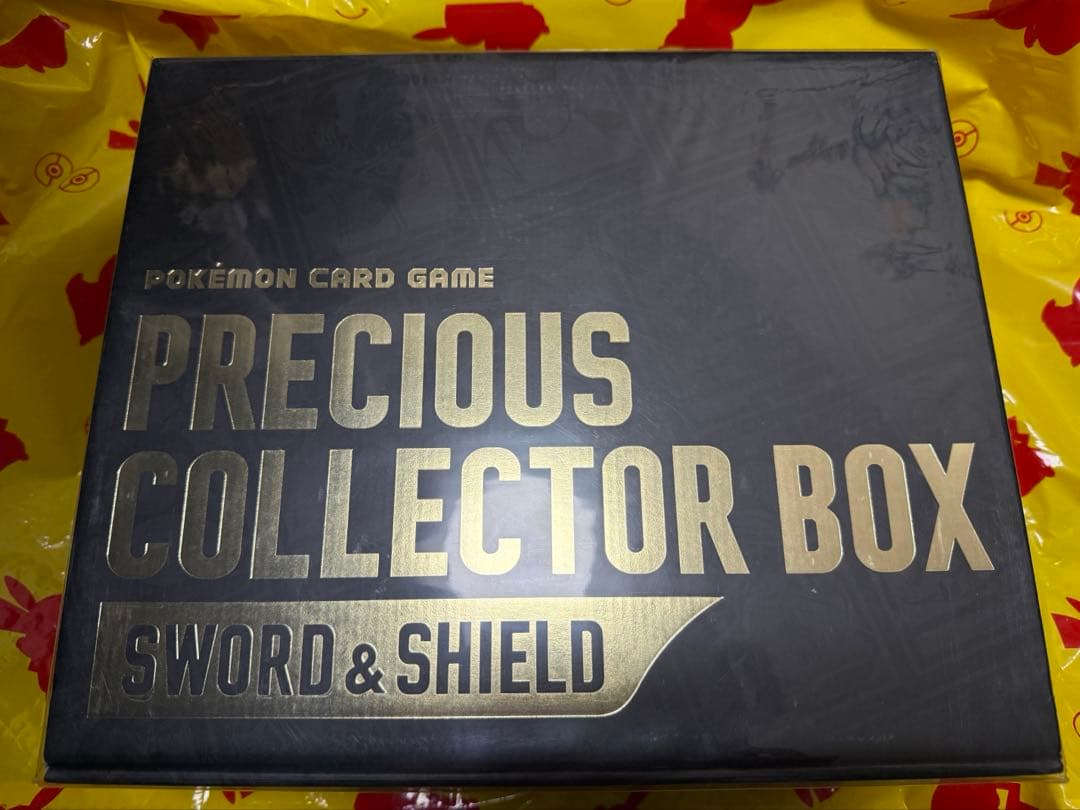 POKÉMON CARD GAME
PRECIOUS
COLLECTOR BOX
SWORD & SHIELD